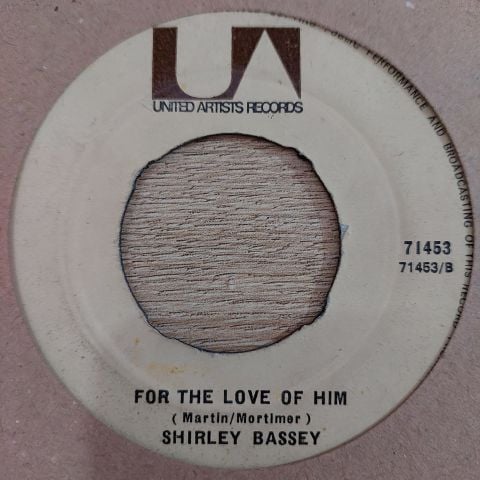 UA
UNITED ARTISTS RECORDS
PUBLIC PERFORMANCE AND BROADCASTING OF THIS RECORD
71453
71453/B
FOR THE LOVE OF HIM
( Martin/Mortimer )
SHIRLEY BASSEY